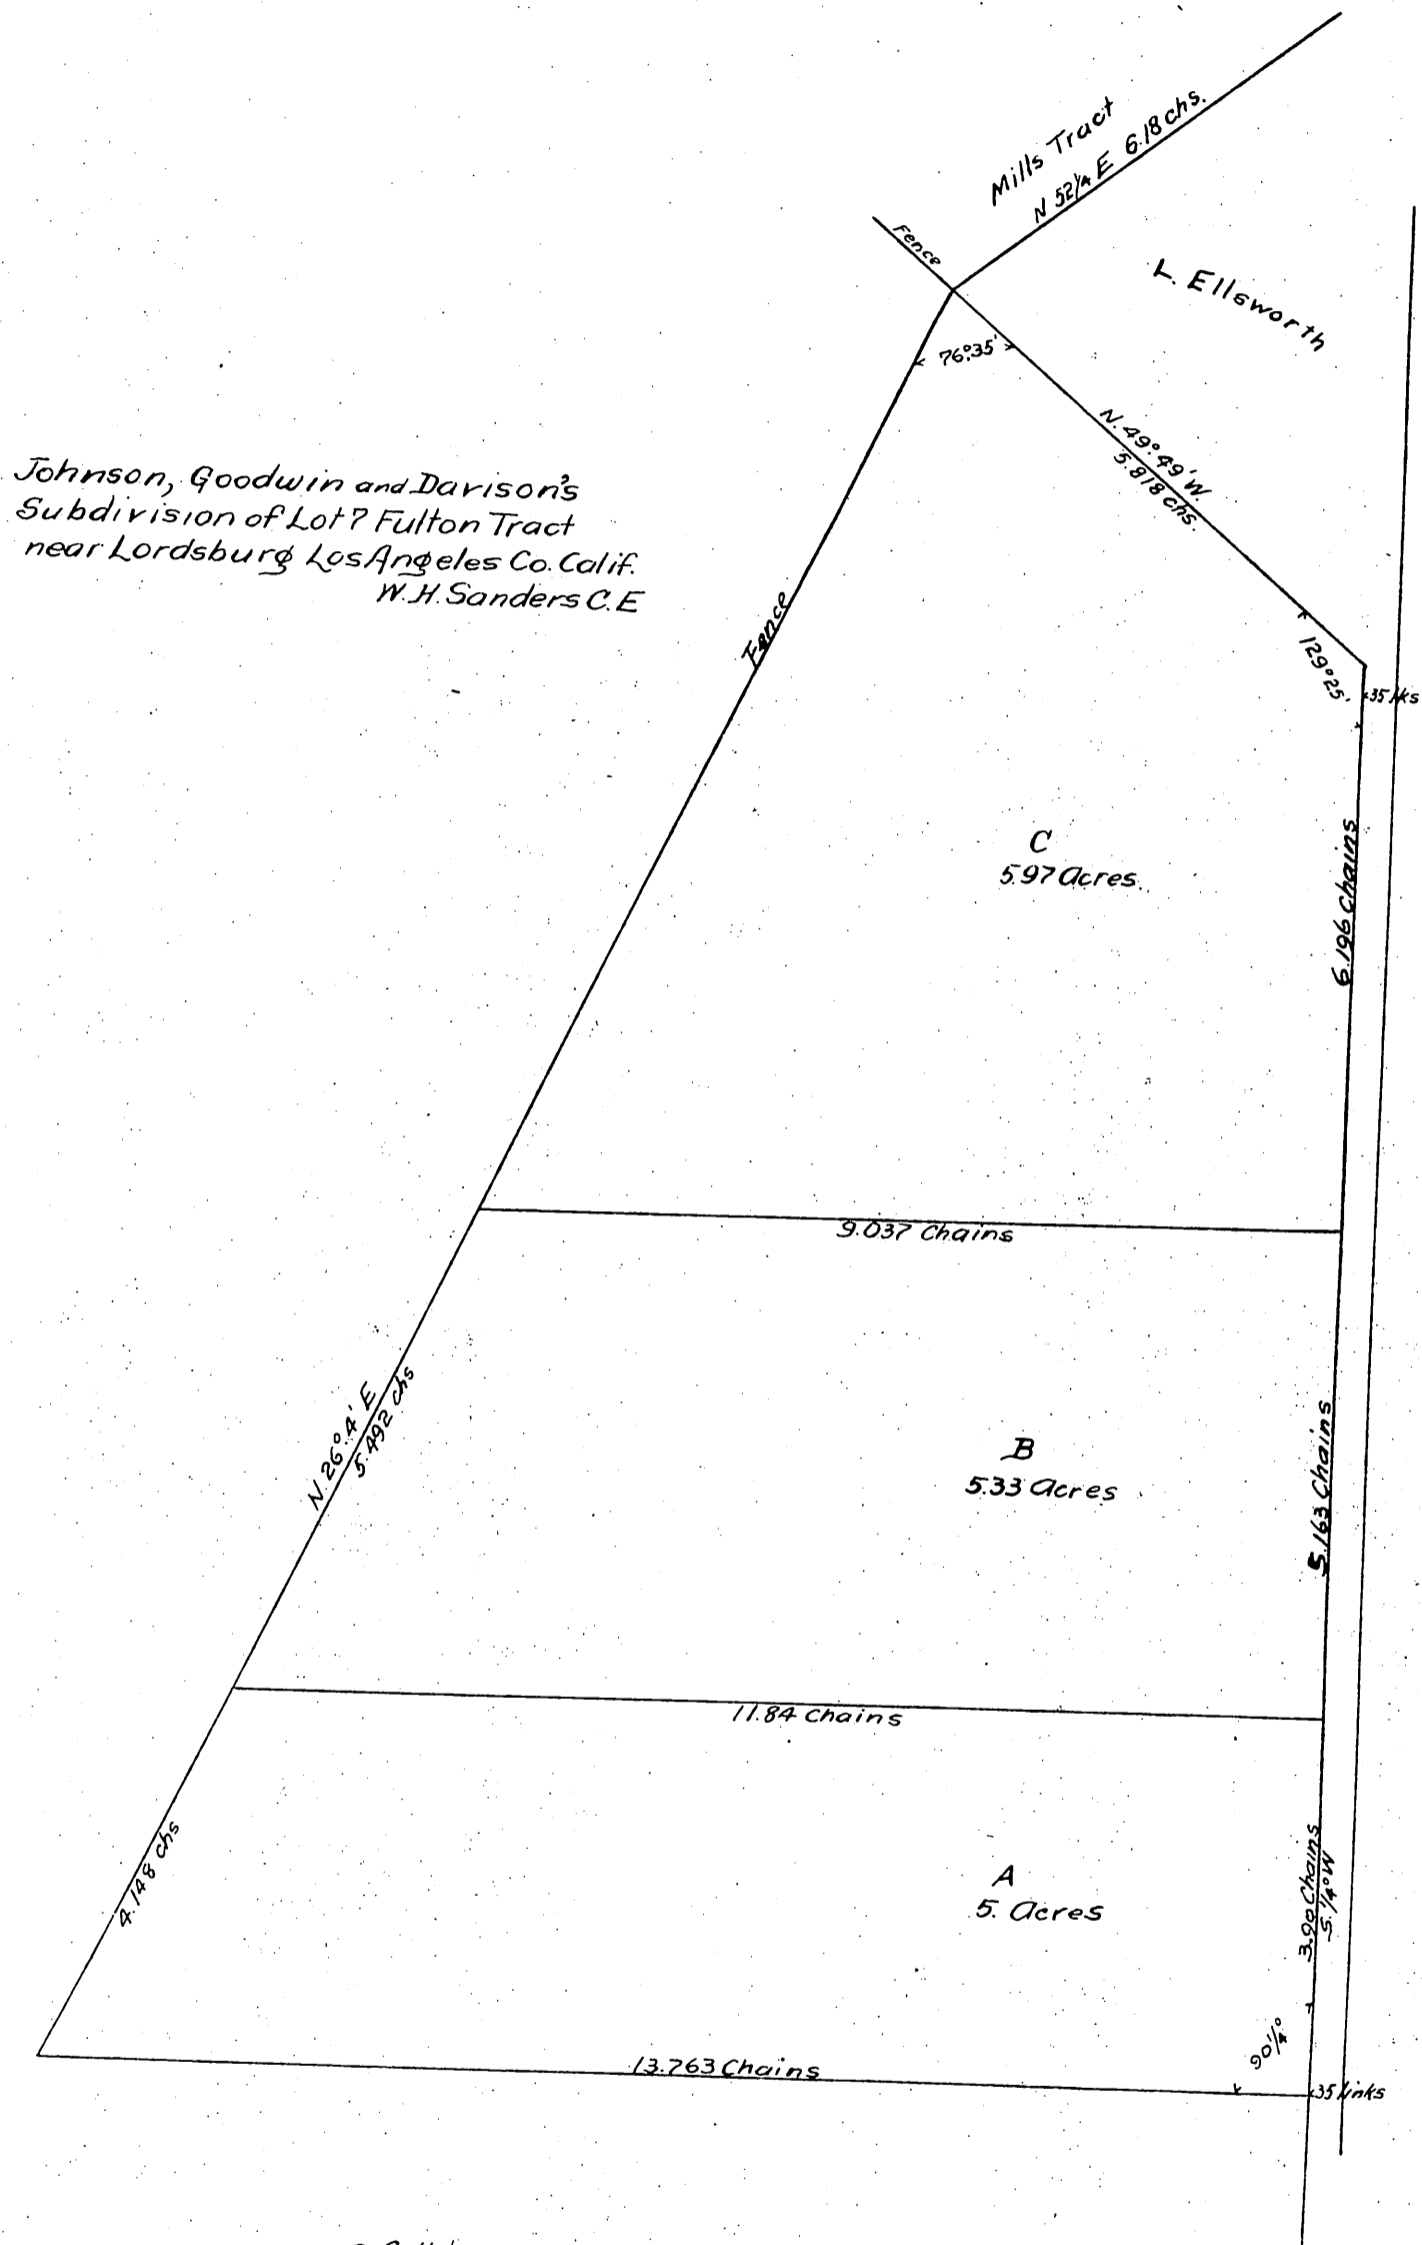 Mills Tract
N 52¼ E 6.18 chs.
Fence
L. Ellsworth
76°35'
N. 49° 49' W.
5.818 chs.
Johnson, Goodwin and Davison's
Subdivision of Lot 7 Fulton Tract
near Lordsburg Los Angeles Co. Calif.
W. H. Sanders C. E
Fence
129°25'
35 lks
C
5.97 Acres.
6.196 Chains
9.037 Chains
N. 26° 4' E
5.492 chs
B
5.33 Acres
5.163 Chains
11.84 Chains
4.148 chs
A
5. Acres
3.90 Chains
S. ¼° W
90¼°
13.763 Chains
35 links